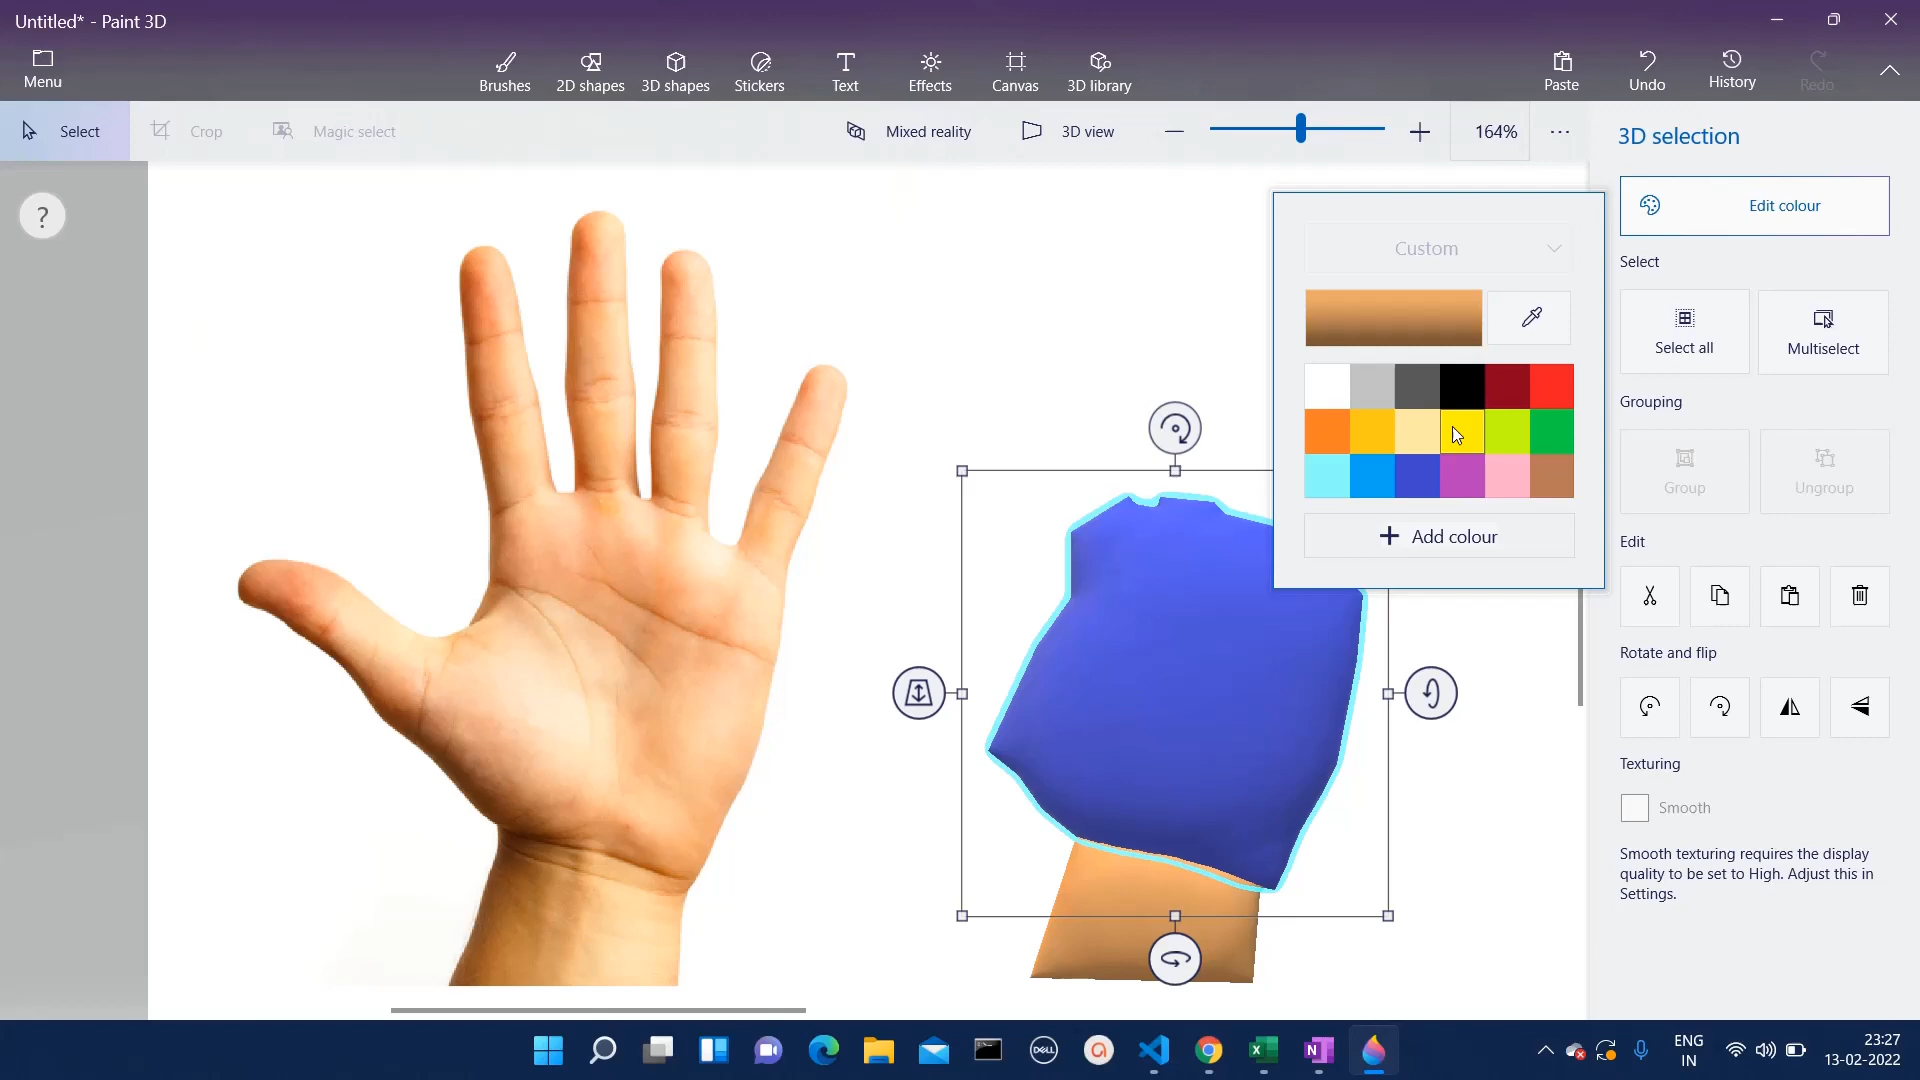 Untitled* - Paint 3D
Menu
Brushes
2D shapes
3D shapes
Stickers
Text
Effects
Canvas
3D library
Paste
Undo
History
Redo
Select
Crop
Magic select
Mixed reality
3D view
164%
3D selection
Edit colour
Select
Select all
Multiselect
Grouping
Group
Ungroup
Edit
Rotate and flip
Texturing
Smooth
Smooth texturing requires the display
quality to be set to High. Adjust this in
Settings.
Custom
Add colour
DELL
ENG
IN
23:27
13-02-2022